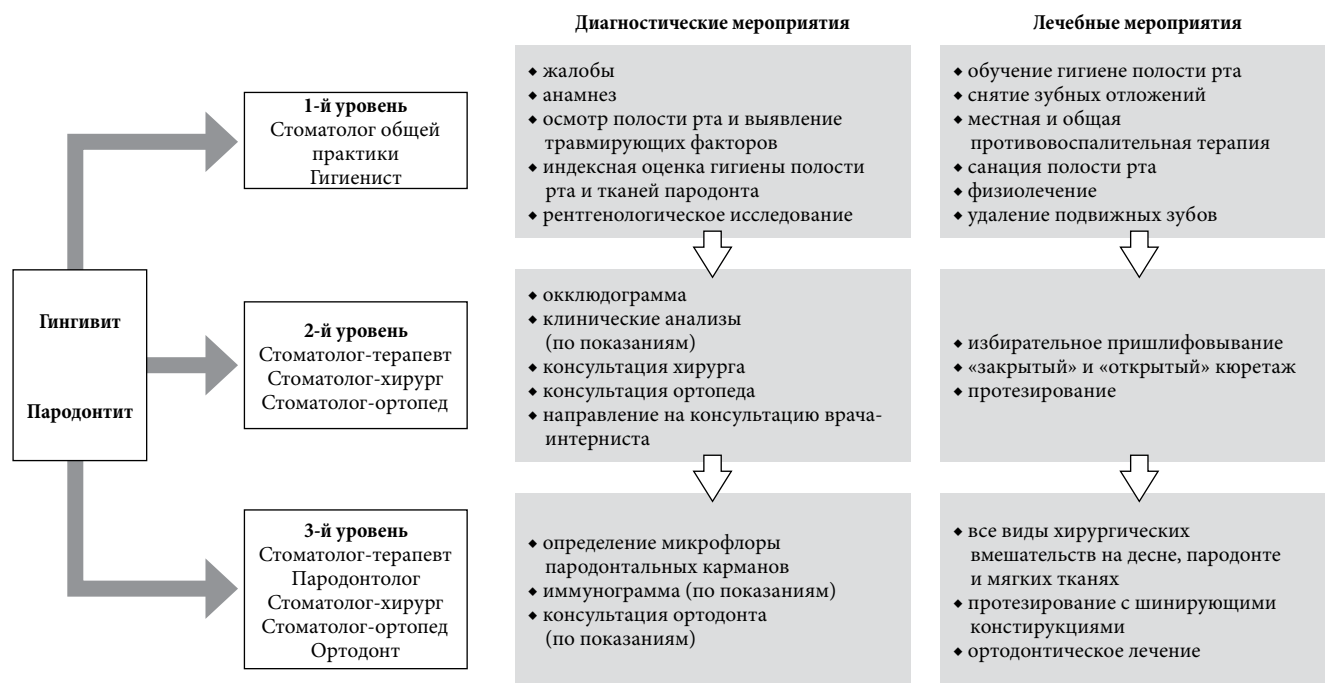 Диагностические мероприятия
Лечебные мероприятия
1-й уровень
Стоматолог общей
практики
Гигиенист
◆ жалобы
◆ анамнез
◆ осмотр полости рта и выявление
травмирующих факторов
◆ индексная оценка гигиены полости
рта и тканей пародонта
◆ рентгенологическое исследование
◆ обучение гигиене полости рта
◆ снятие зубных отложений
◆ местная и общая
противовоспалительная терапия
◆ санация полости рта
◆ физиолечение
◆ удаление подвижных зубов
Гингивит
Пародонтит
2-й уровень
Стоматолог-терапевт
Стоматолог-хирург
Стоматолог-ортопед
◆ окклюдограмма
◆ клинические анализы
(по показаниям)
◆ консультация хирурга
◆ консультация ортопеда
◆ направление на консультацию врача-
интерниста
◆ избирательное пришлифовывание
◆ «закрытый» и «открытый» кюретаж
◆ протезирование
3-й уровень
Стоматолог-терапевт
Пародонтолог
Стоматолог-хирург
Стоматолог-ортопед
Ортодонт
◆ определение микрофлоры
пародонтальных карманов
◆ иммунограмма (по показаниям)
◆ консультация ортодонта
(по показаниям)
◆ все виды хирургических
вмешательств на десне, пародонте
и мягких тканях
◆ протезирование с шинирующими
констирукциями
◆ ортодонтическое лечение